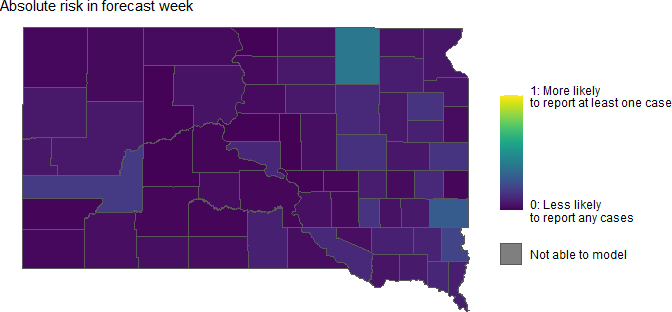 Absolute risk in forecast week
1: More likely
to report at least one case
0: Less likely
to report any cases
Not able to model